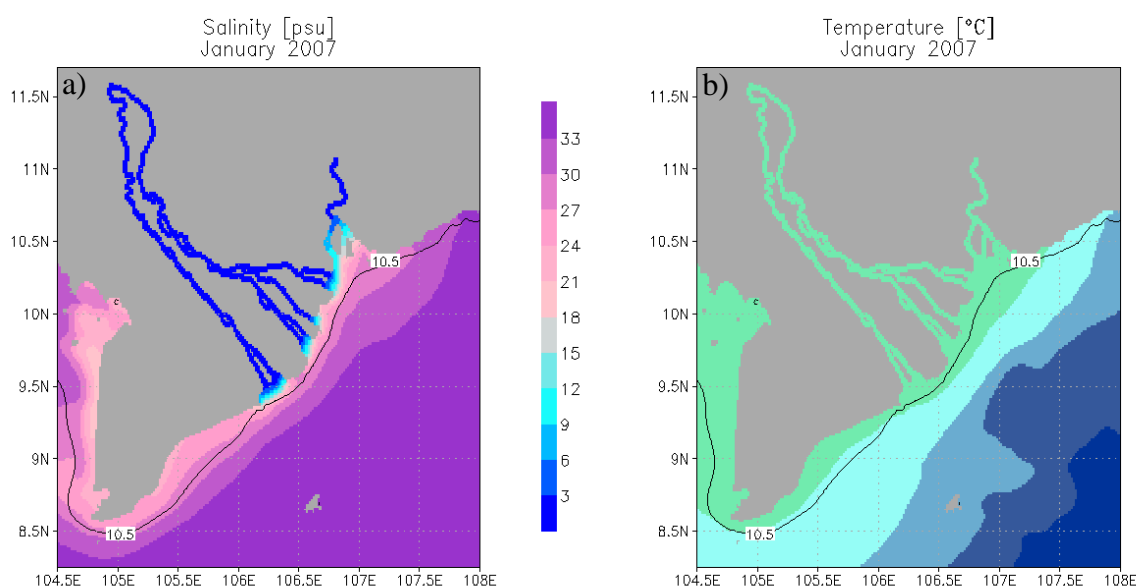 Salinity [psu]
January 2007
a)
11.5N
11N
10.5N
10N
9.5N
9N
8.5N
104.5E 105E 105.5E 106E 106.5E 107E 107.5E 108E
10.5
10.5
c
33
30
27
24
21
18
15
12
9
6
3
Temperature [°C]
January 2007
b)
11.5N
11N
10.5N
10N
9.5N
9N
8.5N
104.5E 105E 105.5E 106E 106.5E 107E 107.5E 108E
10.5
10.5
c